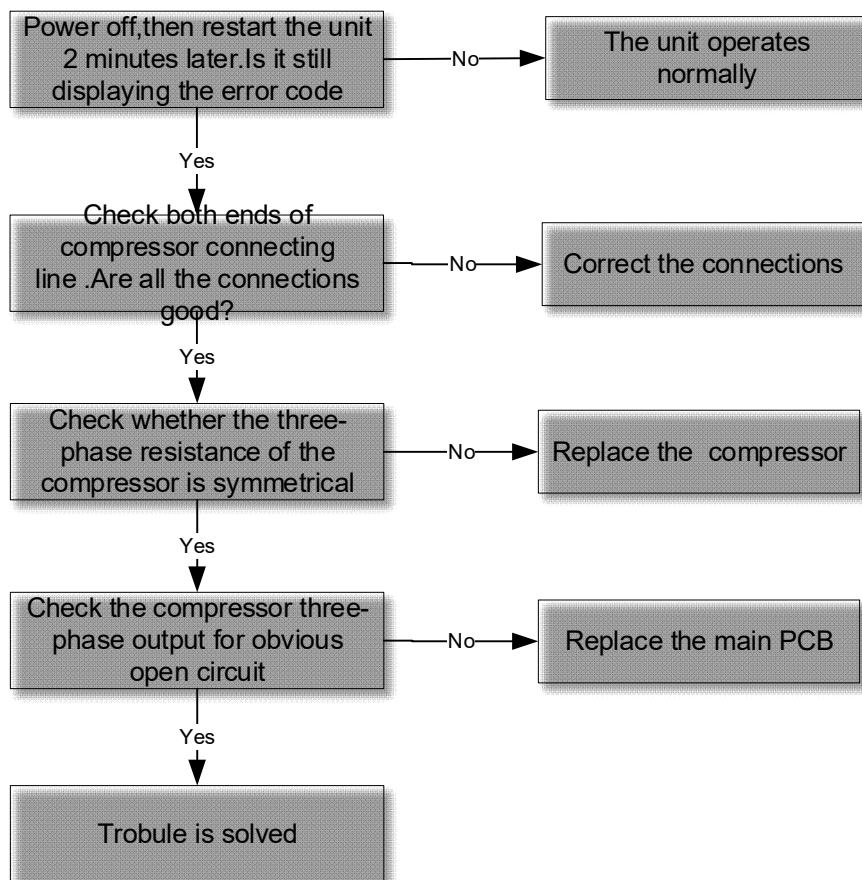 Power off,then restart the unit
2 minutes later.Is it still
displaying the error code
No
The unit operates
normally
Yes
Check both ends of
compressor connecting
line .Are all the connections
good?
No
Correct the connections
Yes
Check whether the three-
phase resistance of the
compressor is symmetrical
No
Replace the  compressor
Yes
Check the compressor three-
phase output for obvious
open circuit
No
Replace the main PCB
Yes
Trobule is solved